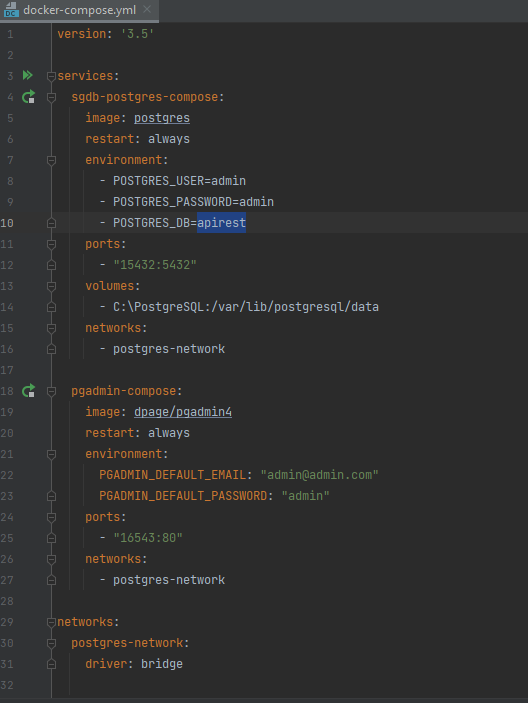 docker-compose.yml
DC
1 version: '3.5'
2
3 services:
4   sgdb-postgres-compose:
5     image: postgres
6     restart: always
7     environment:
8       - POSTGRES_USER=admin
9       - POSTGRES_PASSWORD=admin
10       - POSTGRES_DB=apirest
11     ports:
12       - "15432:5432"
13     volumes:
14       - C:\PostgreSQL:/var/lib/postgresql/data
15     networks:
16       - postgres-network
17
18   pgadmin-compose:
19     image: dpage/pgadmin4
20     restart: always
21     environment:
22       PGADMIN_DEFAULT_EMAIL: "admin@admin.com"
23       PGADMIN_DEFAULT_PASSWORD: "admin"
24     ports:
25       - "16543:80"
26     networks:
27       - postgres-network
28
29 networks:
30   postgres-network:
31     driver: bridge
32